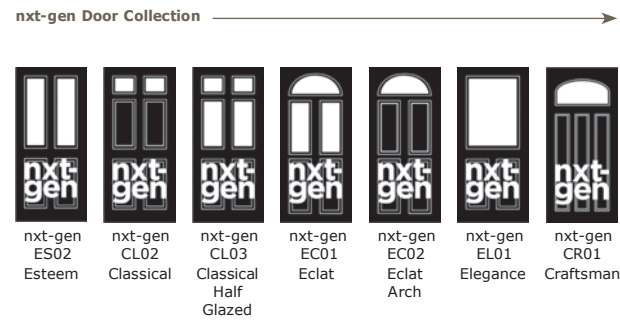 nxt-gen Door Collection
nxt-gen
nxt-gen
nxt-gen
nxt-gen
nxt-gen
nxt-gen
nxt-gen
nxt-gen
ES02
Esteem
nxt-gen
CL02
Classical
nxt-gen
CL03
Classical
Half
Glazed
nxt-gen
EC01
Eclat
nxt-gen
EC02
Eclat
Arch
nxt-gen
EL01
Elegance
nxt-gen
CR01
Craftsman